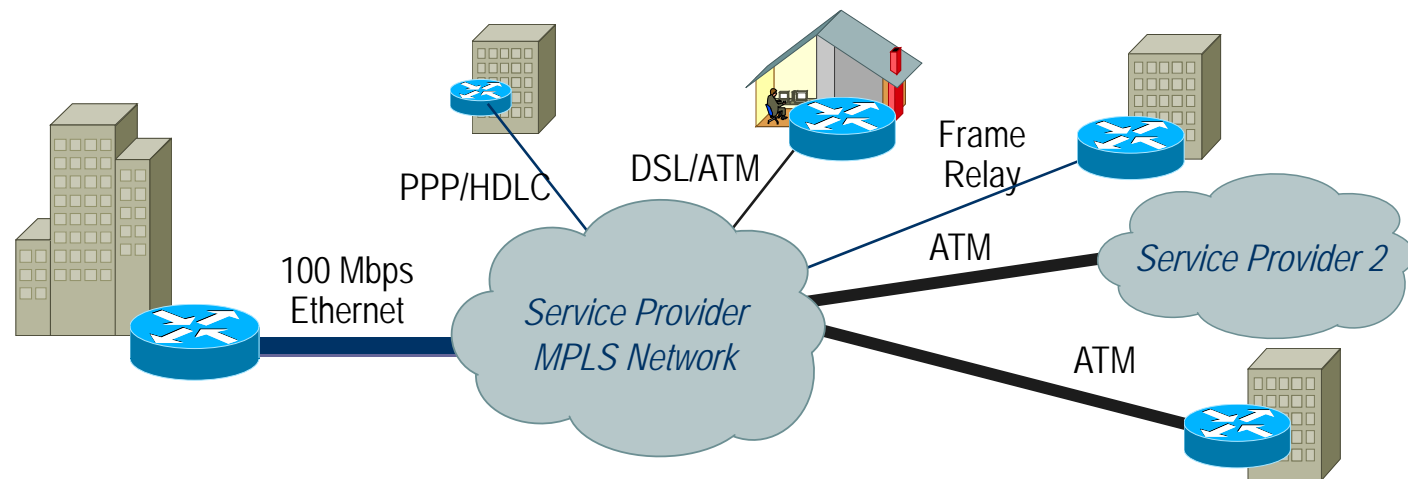 PPP/HDLC
DSL/ATM
Frame
Relay
ATM
Service Provider 2
100 Mbps
Ethernet
Service Provider
MPLS Network
ATM